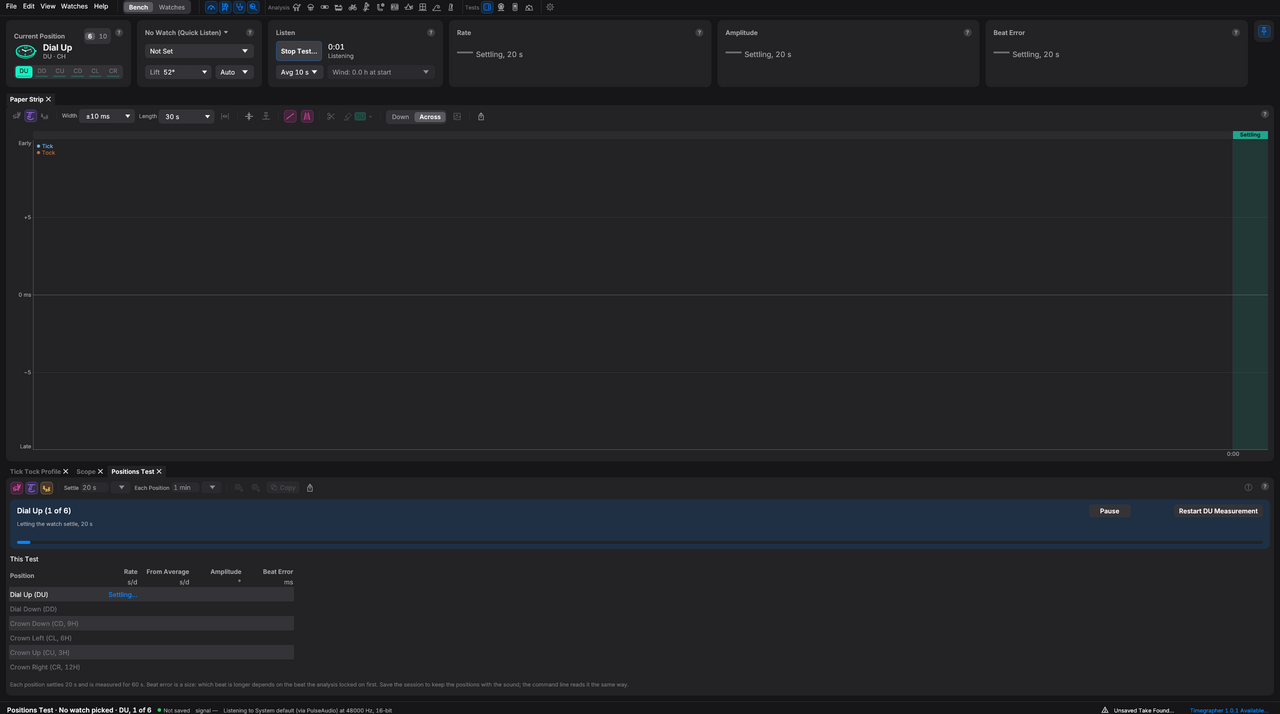 File Edit View Watches Help Bench Watches Analysis Tests
Current Position 6 10 ?
Dial Up
DU · CH
DU DD CU CD CL CR
No Watch (Quick Listen) ?
Not Set
Lift 52° Auto
Listen ?
Stop Test... 0:01
Listening
Avg 10 s Wind: 0.0 h at start
Rate ?
Settling, 20 s
Amplitude ?
Settling, 20 s
Beat Error ?
Settling, 20 s
Paper Strip
Width ±10 ms Length 30 s Down Across ?
Settling
Early
Tick
Tock
+5
0 ms
−5
Late
0:00
Tick Tock Profile Scope Positions Test
Settle 20 s Each Position 1 min Copy ?
Dial Up (1 of 6) Pause Restart DU Measurement
Letting the watch settle, 20 s
This Test
Position Rate From Average Amplitude Beat Error
s/d s/d ° ms
Dial Up (DU) Settling...
Dial Down (DD)
Crown Down (CD, 9H)
Crown Left (CL, 6H)
Crown Up (CU, 3H)
Crown Right (CR, 12H)
Each position settles 20 s and is measured for 60 s. Beat error is a size: which beat is longer depends on the beat the analysis locked on first. Save the session to keep the positions with the sound; the command line reads it the same way.
Positions Test · No watch picked · DU, 1 of 6 Not saved signal — Listening to System default (via PulseAudio) at 48000 Hz, 16-bit Unsaved Take Found... Timegrapher 1.0.1 Available...